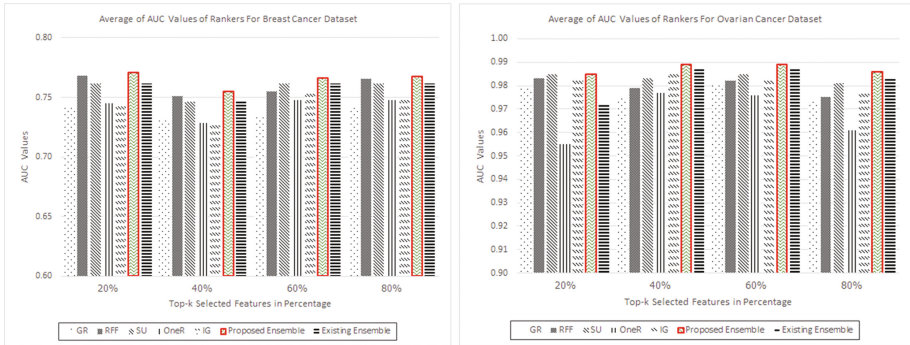 Average of AUC Values of Rankers For Breast Cancer Dataset
0.80
0.75
0.70
0.65
0.60
AUC Values
20% 40% 60% 80%
Top-k Selected Features in Percentage
GR RFF SU OneR IG Proposed Ensemble Existing Ensemble
Average of AUC Values of Rankers For Ovarian Cancer Dataset
1.00
0.98
0.98
0.97
0.96
0.95
0.94
0.93
0.92
0.91
0.90
AUC Values
20% 40% 60% 80%
Top-k Selected Features in Percentage
GR RFF SU OneR IG Proposed Ensemble Existing Ensemble